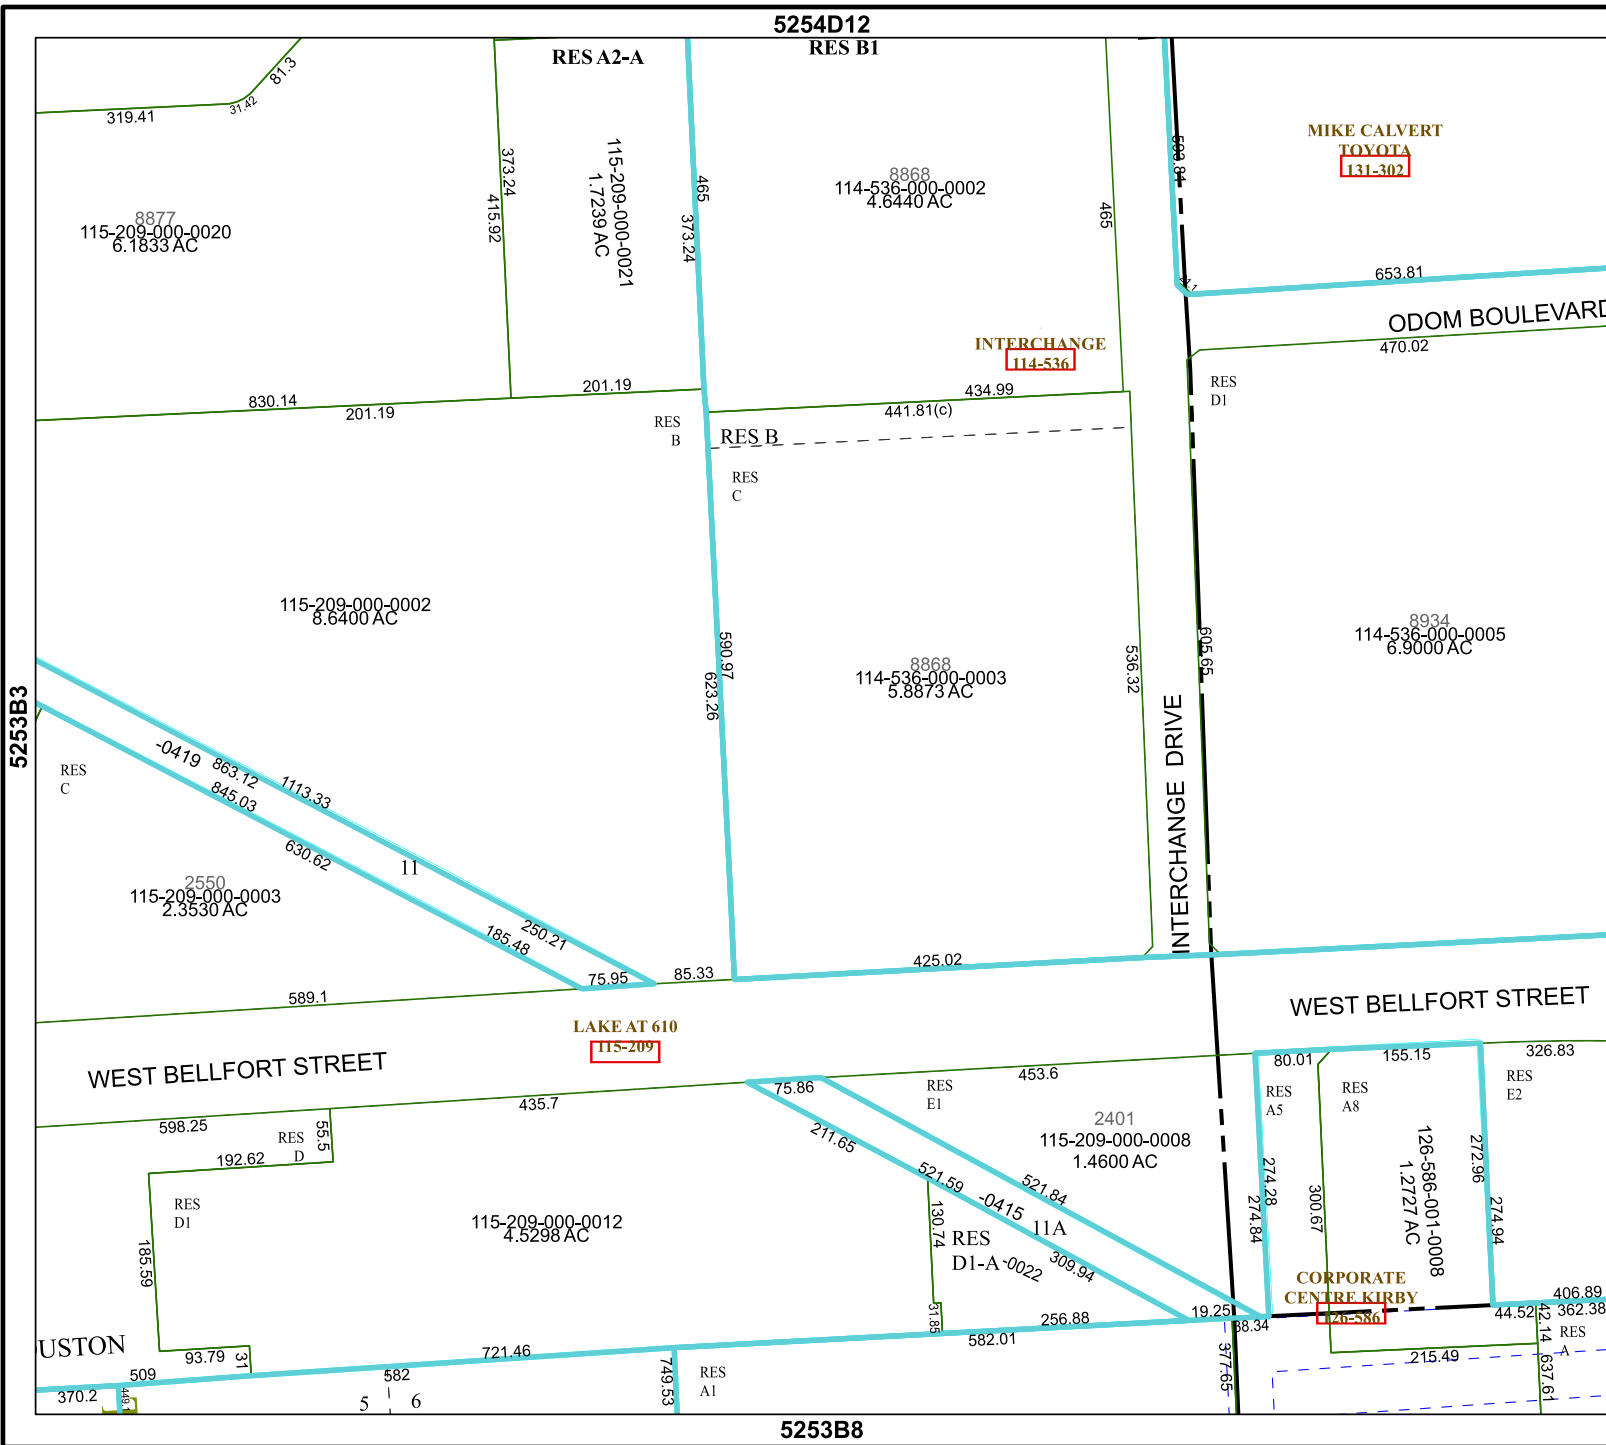 5254D12
RES A2-A
RES B1
81.3
31.42
319.41
373.24
415.92
115-209-000-0021
1.7239 AC
465
373.24
8868
114-536-000-0002
4.6440 AC
465
593.81
MIKE CALVERT
TOYOTA
131-302
8877
115-209-000-0020
6.1833 AC
653.81
ODOM BOULEVARD
470.02
INTERCHANGE
114-536
RES
D1
830.14
201.19
201.19
434.99
441.81(c)
RES
B
RES B
RES
C
115-209-000-0002
8.6400 AC
590.97
623.26
8868
114-536-000-0003
5.8873 AC
536.32
605.65
8934
114-536-000-0005
6.9000 AC
INTERCHANGE DRIVE
5253B3
-0419
863.12
1113.33
845.03
630.62
11
RES
C
2550
115-209-000-0003
2.3530 AC
185.48
250.21
75.95
85.33
425.02
589.1
LAKE AT 610
115-209
WEST BELLFORT STREET
WEST BELLFORT STREET
598.25
435.7
75.86
453.6
80.01
155.15
326.83
RES
E1
RES
A5
RES
A8
RES
E2
55.5
RES
D
192.62
RES
D1
185.59
115-209-000-0012
4.5298 AC
211.65
521.59
-0415
521.84
11A
309.94
2401
115-209-000-0008
1.4600 AC
130.74
RES
D1-A
-0022
31.85
274.28
274.84
300.67
126-586-001-0008
1.2727 AC
272.96
274.94
CORPORATE
CENTRE KIRBY
126-586
406.89
362.38
44.52
42.14
RES
A
637.61
215.49
19.25
38.34
377.65
256.88
582.01
USTON
93.79
31
721.46
509
582
370.2
449.1
5
6
749.53
RES
A1
5253B8